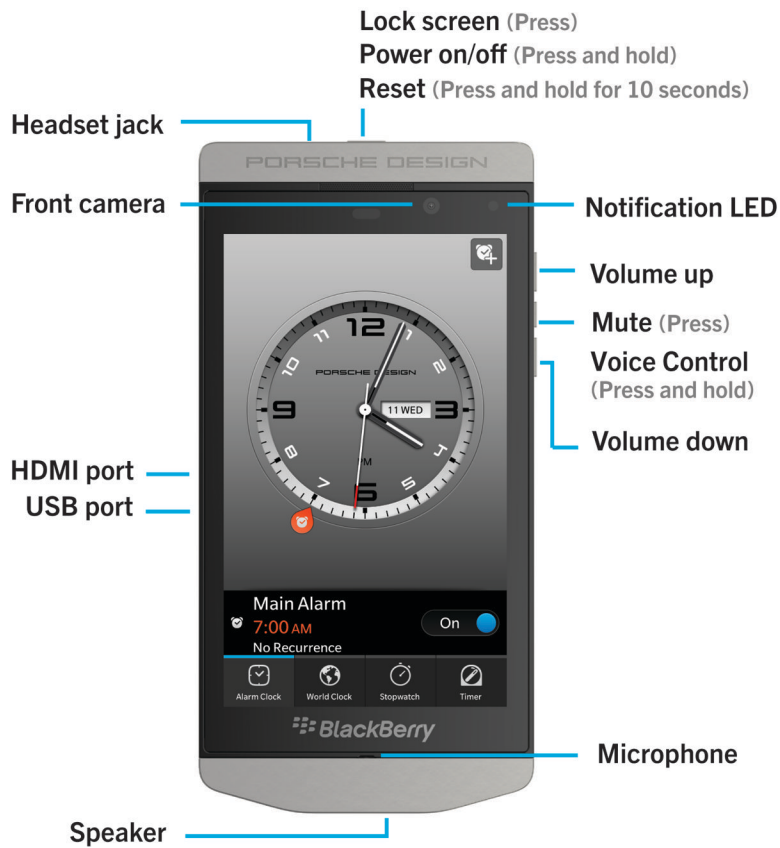 Lock screen (Press)
Power on/off (Press and hold)
Reset (Press and hold for 10 seconds)
Headset jack
PORSCHE DESIGN
Front camera
Notification LED
Volume up
Mute (Press)
Voice Control
(Press and hold)
Volume down
HDMI port
USB port
12
1
2
3
4
5
6
7
8
9
10
11
PORSCHE DESIGN
11 WED
PM
Main Alarm
7:00 AM
On
No Recurrence
Alarm Clock
World Clock
Stopwatch
Timer
BlackBerry
Microphone
Speaker